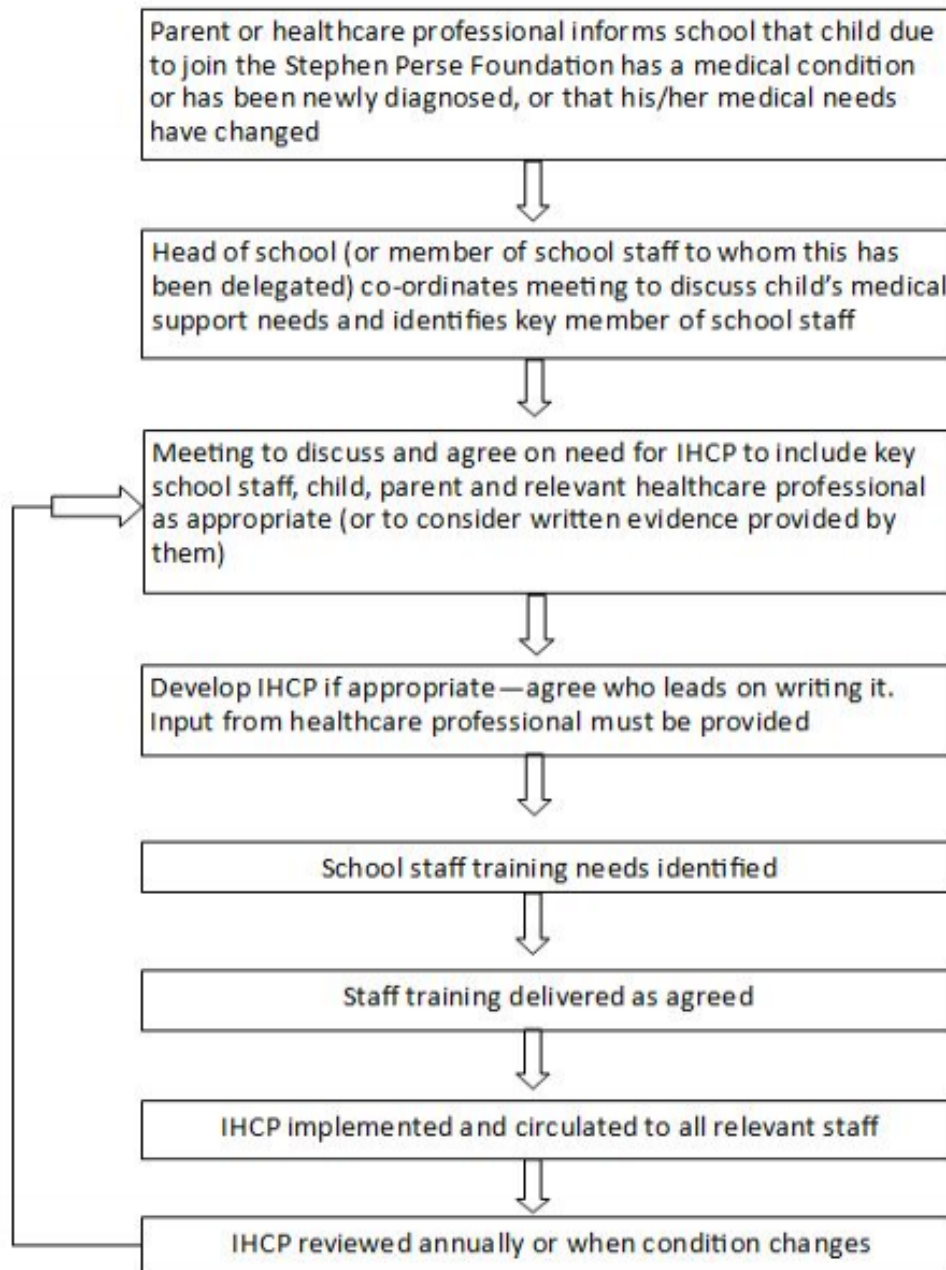 Parent or healthcare professional informs school that child due
to join the Stephen Perse Foundation has a medical condition
or has been newly diagnosed, or that his/her medical needs
have changed
Head of school (or member of school staff to whom this has
been delegated) co-ordinates meeting to discuss child's medical
support needs and identifies key member of school staff
Meeting to discuss and agree on need for IHCP to include key
school staff, child, parent and relevant healthcare professional
as appropriate (or to consider written evidence provided by
them)
Develop IHCP if appropriate—agree who leads on writing it.
Input from healthcare professional must be provided
School staff training needs identified
Staff training delivered as agreed
IHCP implemented and circulated to all relevant staff
IHCP reviewed annually or when condition changes